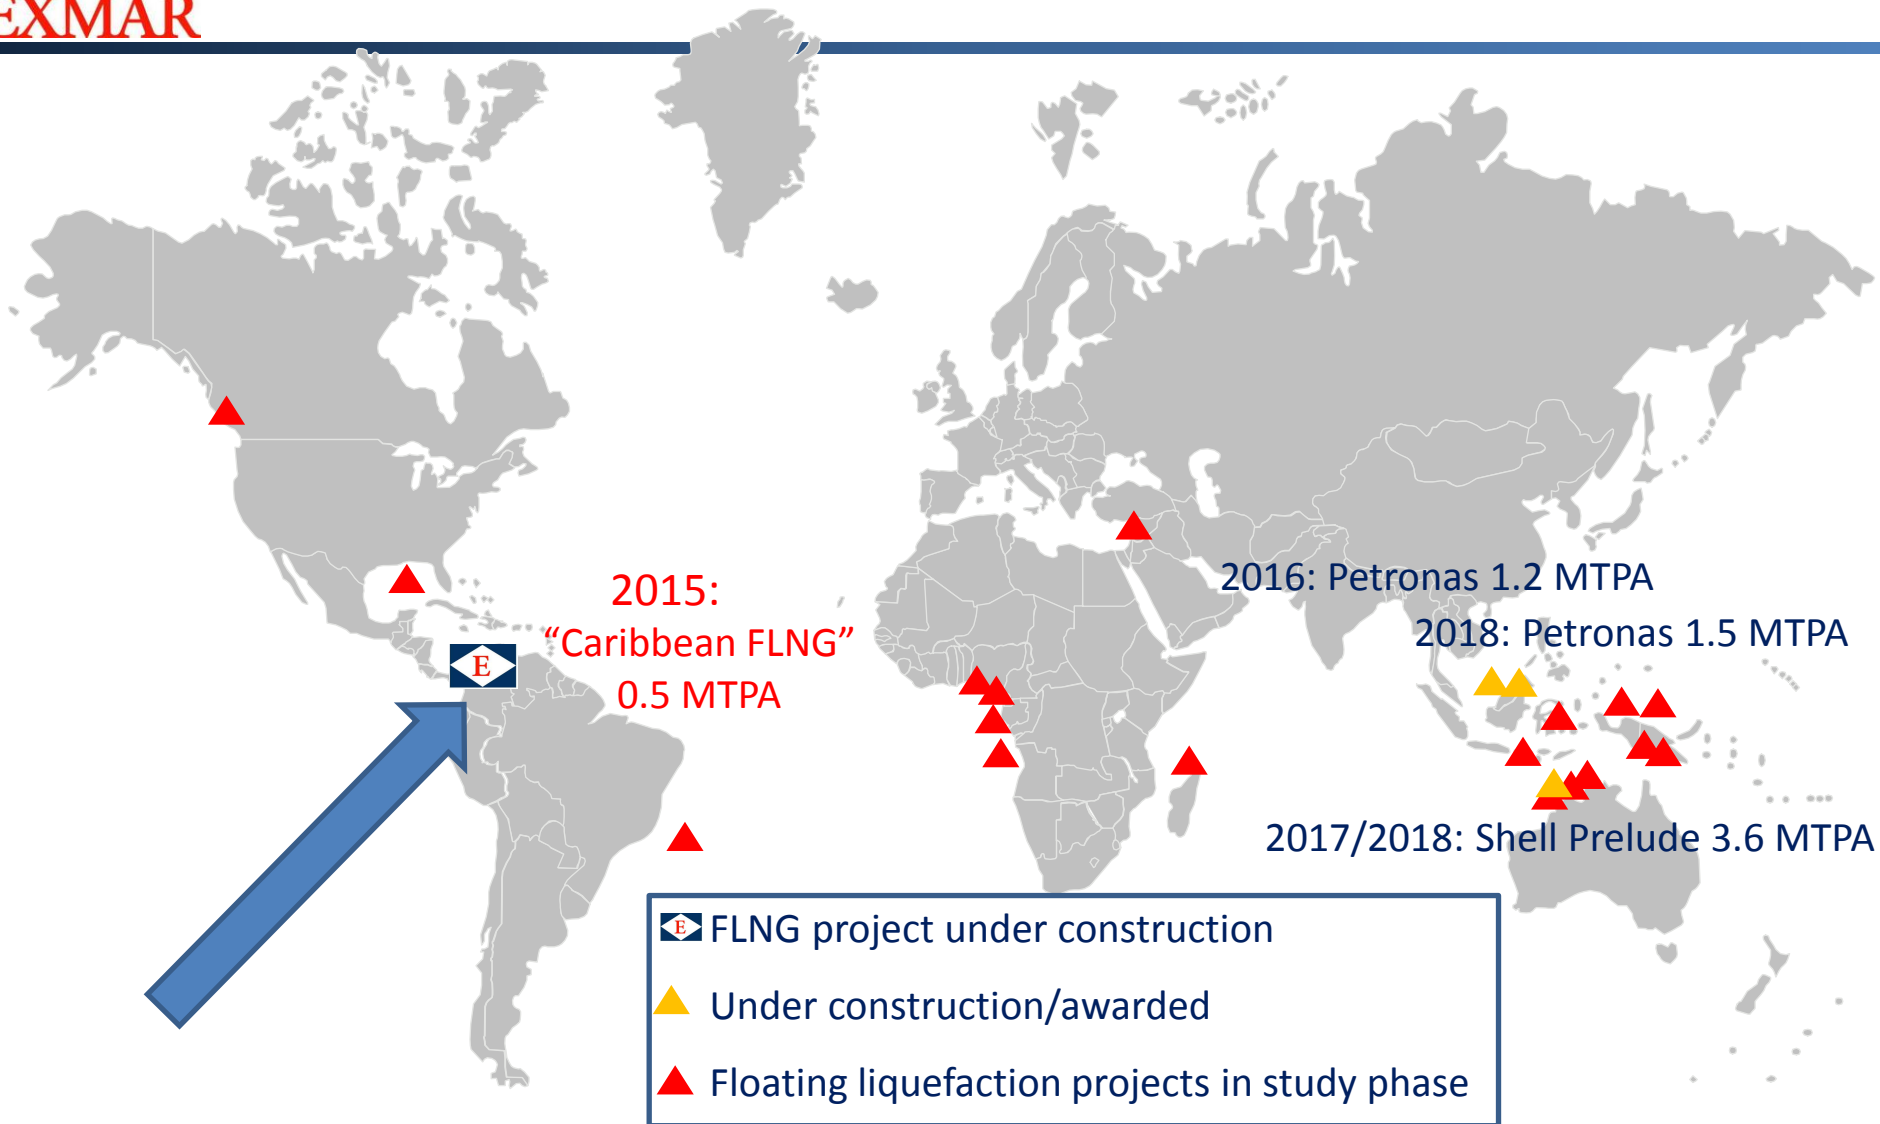 EXMAR
2015:
“Caribbean FLNG”
0.5 MTPA
2016: Petronas 1.2 MTPA
2018: Petronas 1.5 MTPA
2017/2018: Shell Prelude 3.6 MTPA
E
E FLNG project under construction
Under construction/awarded
Floating liquefaction projects in study phase